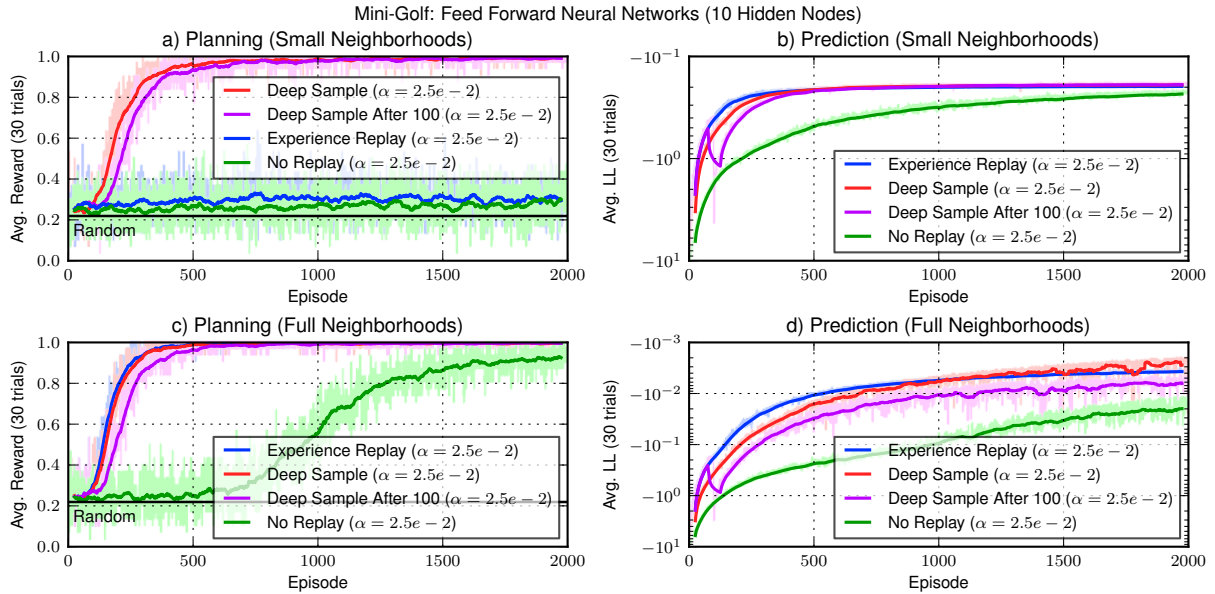 Mini-Golf: Feed Forward Neural Networks (10 Hidden Nodes)
a) Planning (Small Neighborhoods)
Avg. Reward (30 trials)
1.0
0.8
0.6
0.4
0.2
0.0
Deep Sample (α = 2.5e − 2)
Deep Sample After 100 (α = 2.5e − 2)
Experience Replay (α = 2.5e − 2)
No Replay (α = 2.5e − 2)
Random
0 500 1000 1500 2000
Episode
b) Prediction (Small Neighborhoods)
Avg. LL (30 trials)
−10⁻¹
−10⁰
−10¹
Experience Replay (α = 2.5e − 2)
Deep Sample (α = 2.5e − 2)
Deep Sample After 100 (α = 2.5e − 2)
No Replay (α = 2.5e − 2)
0 500 1000 1500 2000
Episode
c) Planning (Full Neighborhoods)
Avg. Reward (30 trials)
1.0
0.8
0.6
0.4
0.2
0.0
Experience Replay (α = 2.5e − 2)
Deep Sample (α = 2.5e − 2)
Deep Sample After 100 (α = 2.5e − 2)
No Replay (α = 2.5e − 2)
Random
0 500 1000 1500 2000
Episode
d) Prediction (Full Neighborhoods)
Avg. LL (30 trials)
−10⁻³
−10⁻²
−10⁻¹
−10⁰
−10¹
Experience Replay (α = 2.5e − 2)
Deep Sample (α = 2.5e − 2)
Deep Sample After 100 (α = 2.5e − 2)
No Replay (α = 2.5e − 2)
0 500 1000 1500 2000
Episode